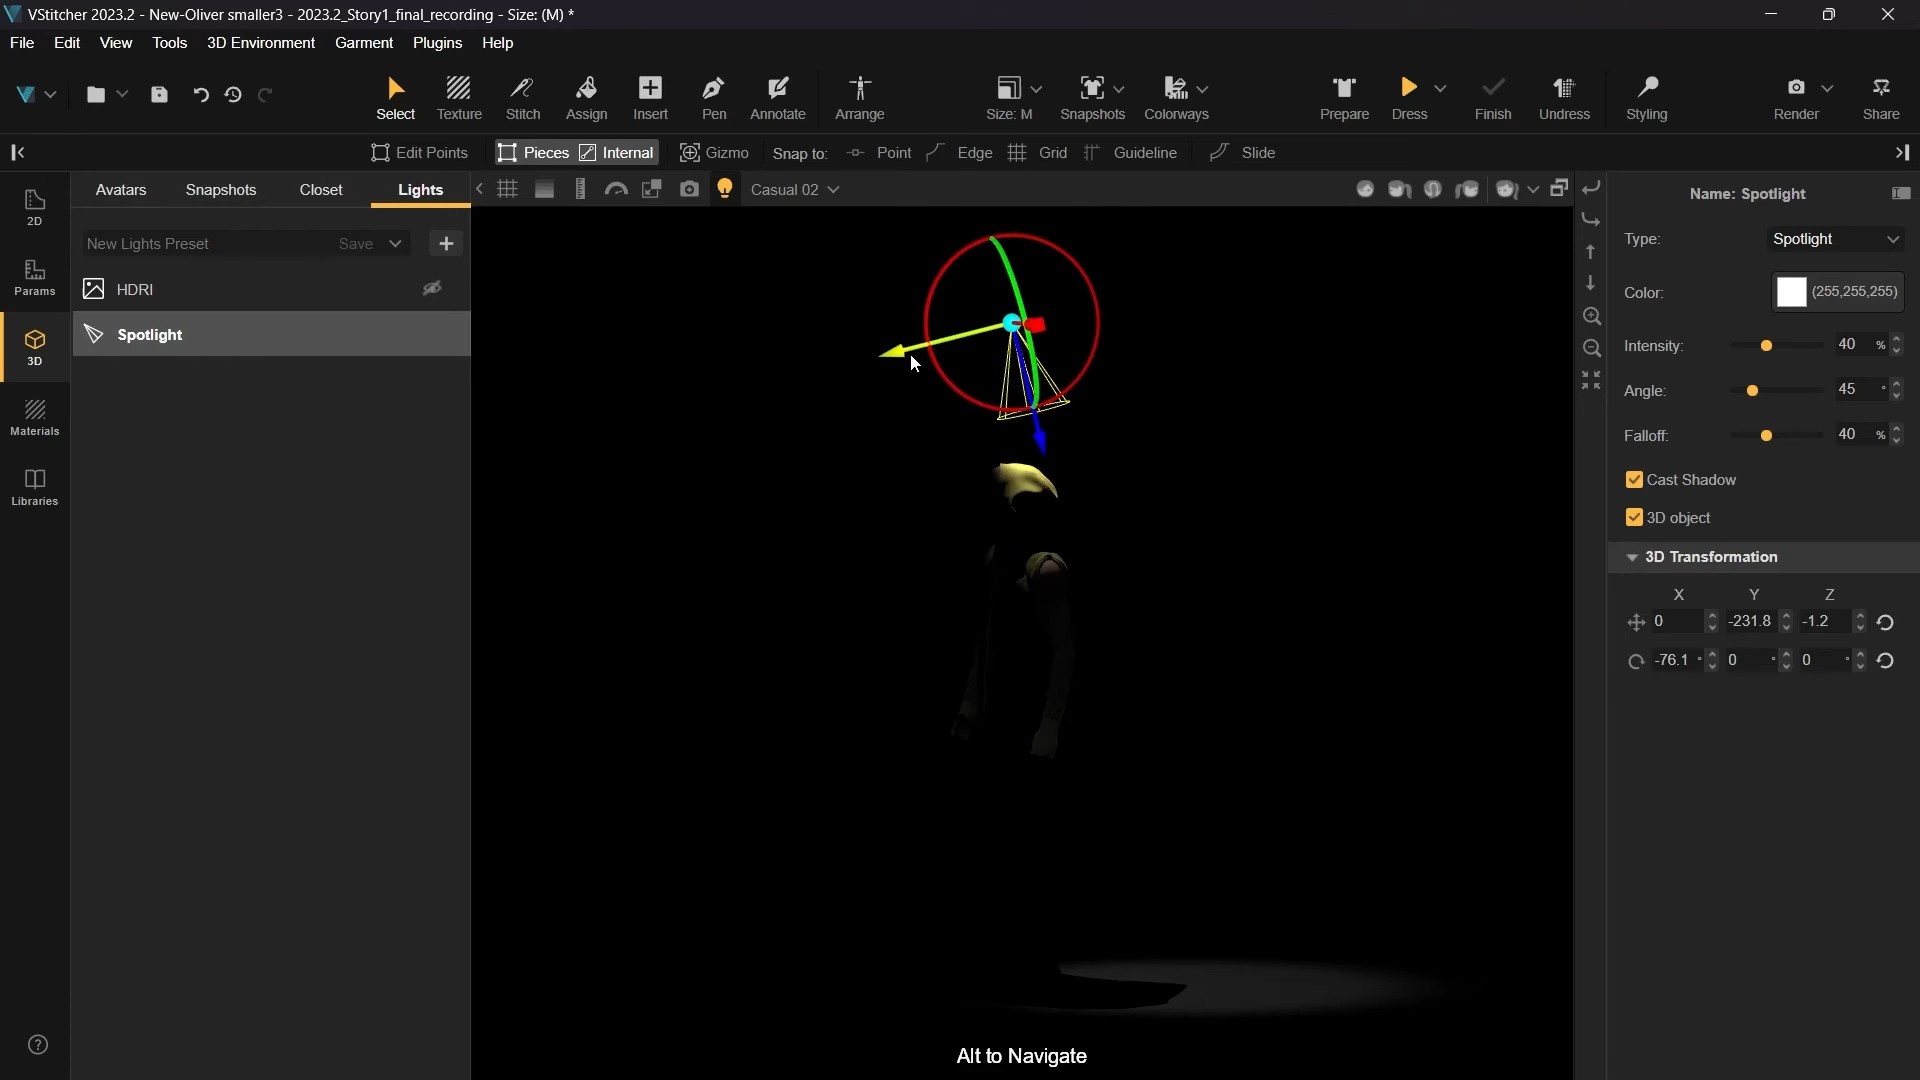 VStitcher 2023.2 - New-Oliver smaller3 - 2023.2_Story1_final_recording - Size: (M) *
File Edit View Tools 3D Environment Garment Plugins Help
Select Texture Stitch Assign Insert Pen Annotate Arrange Size: M Snapshots Colorways Prepare Dress Finish Undress Styling Render Share
Edit Points Pieces Internal Gizmo Snap to: Point Edge Grid Guideline Slide
2D
Params
3D
Materials
Libraries
Avatars Snapshots Closet Lights
New Lights Preset Save
HDRI
Spotlight
Casual 02
Alt to Navigate
Name: Spotlight
Type: Spotlight
Color: (255,255,255)
Intensity: 40 %
Angle: 45 °
Falloff: 40 %
Cast Shadow
3D object
3D Transformation
X Y Z
0 -231.8 -1.2
-76.1 ° 0 ° 0 °